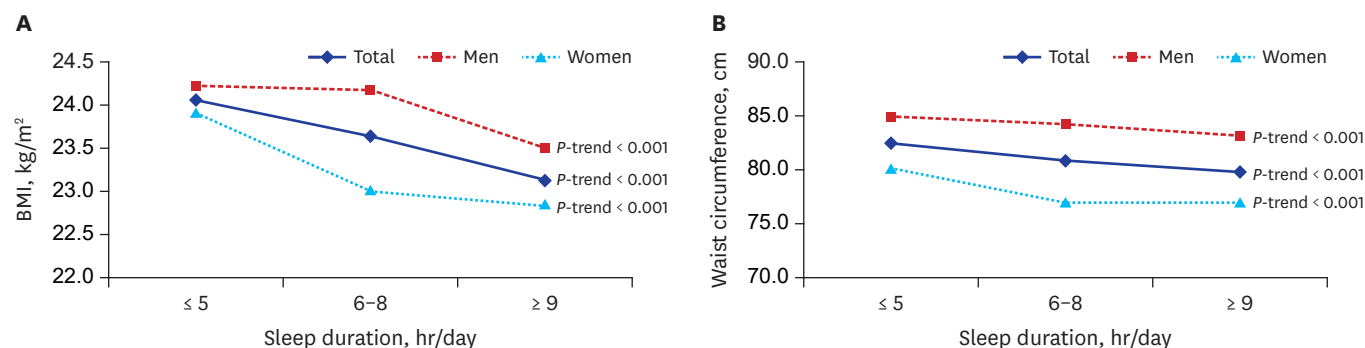 A
Total Men Women
BMI, kg/m²
24.5
24.0
23.5
23.0
22.5
22.0
P-trend < 0.001
P-trend < 0.001
P-trend < 0.001
≤ 5 6–8 ≥ 9
Sleep duration, hr/day
B
Total Men Women
Waist circumference, cm
90.0
85.0
80.0
75.0
70.0
P-trend < 0.001
P-trend < 0.001
P-trend < 0.001
≤ 5 6–8 ≥ 9
Sleep duration, hr/day